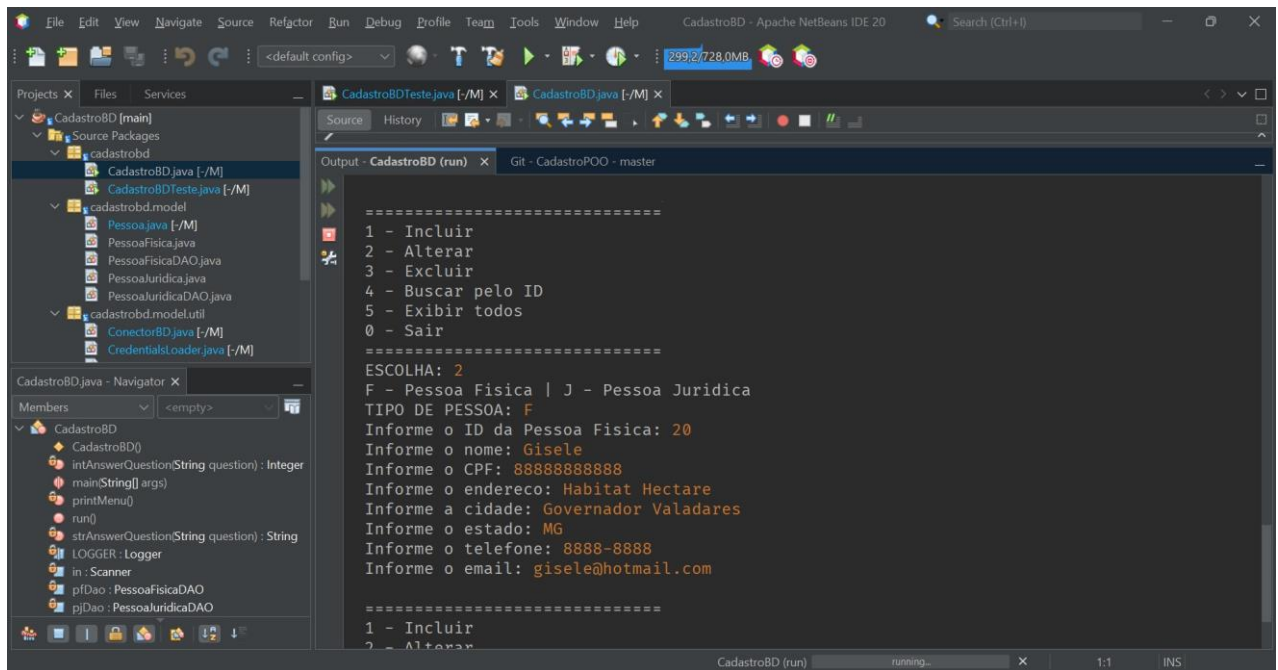 File Edit View Navigate Source Refactor Run Debug Profile Team Tools Window Help CadastroBD - Apache NetBeans IDE 20 Search (Ctrl+I)
<default config> 299,2/728,0MB
Projects Files Services
CadastroBD [main]
Source Packages
cadastrobd
CadastroBD.java [-/M]
CadastroBDTeste.java [-/M]
cadastrobd.model
Pessoa.java [-/M]
PessoaFisica.java
PessoaFisicaDAO.java
PessoaJuridica.java
PessoaJuridicaDAO.java
cadastrobd.model.util
ConectorBD.java [-/M]
CredentialsLoader.java [-/M]
CadastroBD.java - Navigator
Members <empty>
CadastroBD
CadastroBD()
intAnswerQuestion(String question) : Integer
main(String[] args)
printMenu()
run()
strAnswerQuestion(String question) : String
LOGGER : Logger
in : Scanner
pfDao : PessoaFisicaDAO
pjDao : PessoaJuridicaDAO
CadastroBDTeste.java [-/M] CadastroBD.java [-/M]
Source History
Output - CadastroBD (run) Git - CadastroPOO - master
==============================
1 - Incluir
2 - Alterar
3 - Excluir
4 - Buscar pelo ID
5 - Exibir todos
0 - Sair
==============================
ESCOLHA: 2
F - Pessoa Fisica | J - Pessoa Juridica
TIPO DE PESSOA: F
Informe o ID da Pessoa Fisica: 20
Informe o nome: Gisele
Informe o CPF: 88888888888
Informe o endereco: Habitat Hectare
Informe a cidade: Governador Valadares
Informe o estado: MG
Informe o telefone: 8888-8888
Informe o email: gisele@hotmail.com
==============================
1 - Incluir
2 - Alterar
CadastroBD (run) running... 1:1 INS